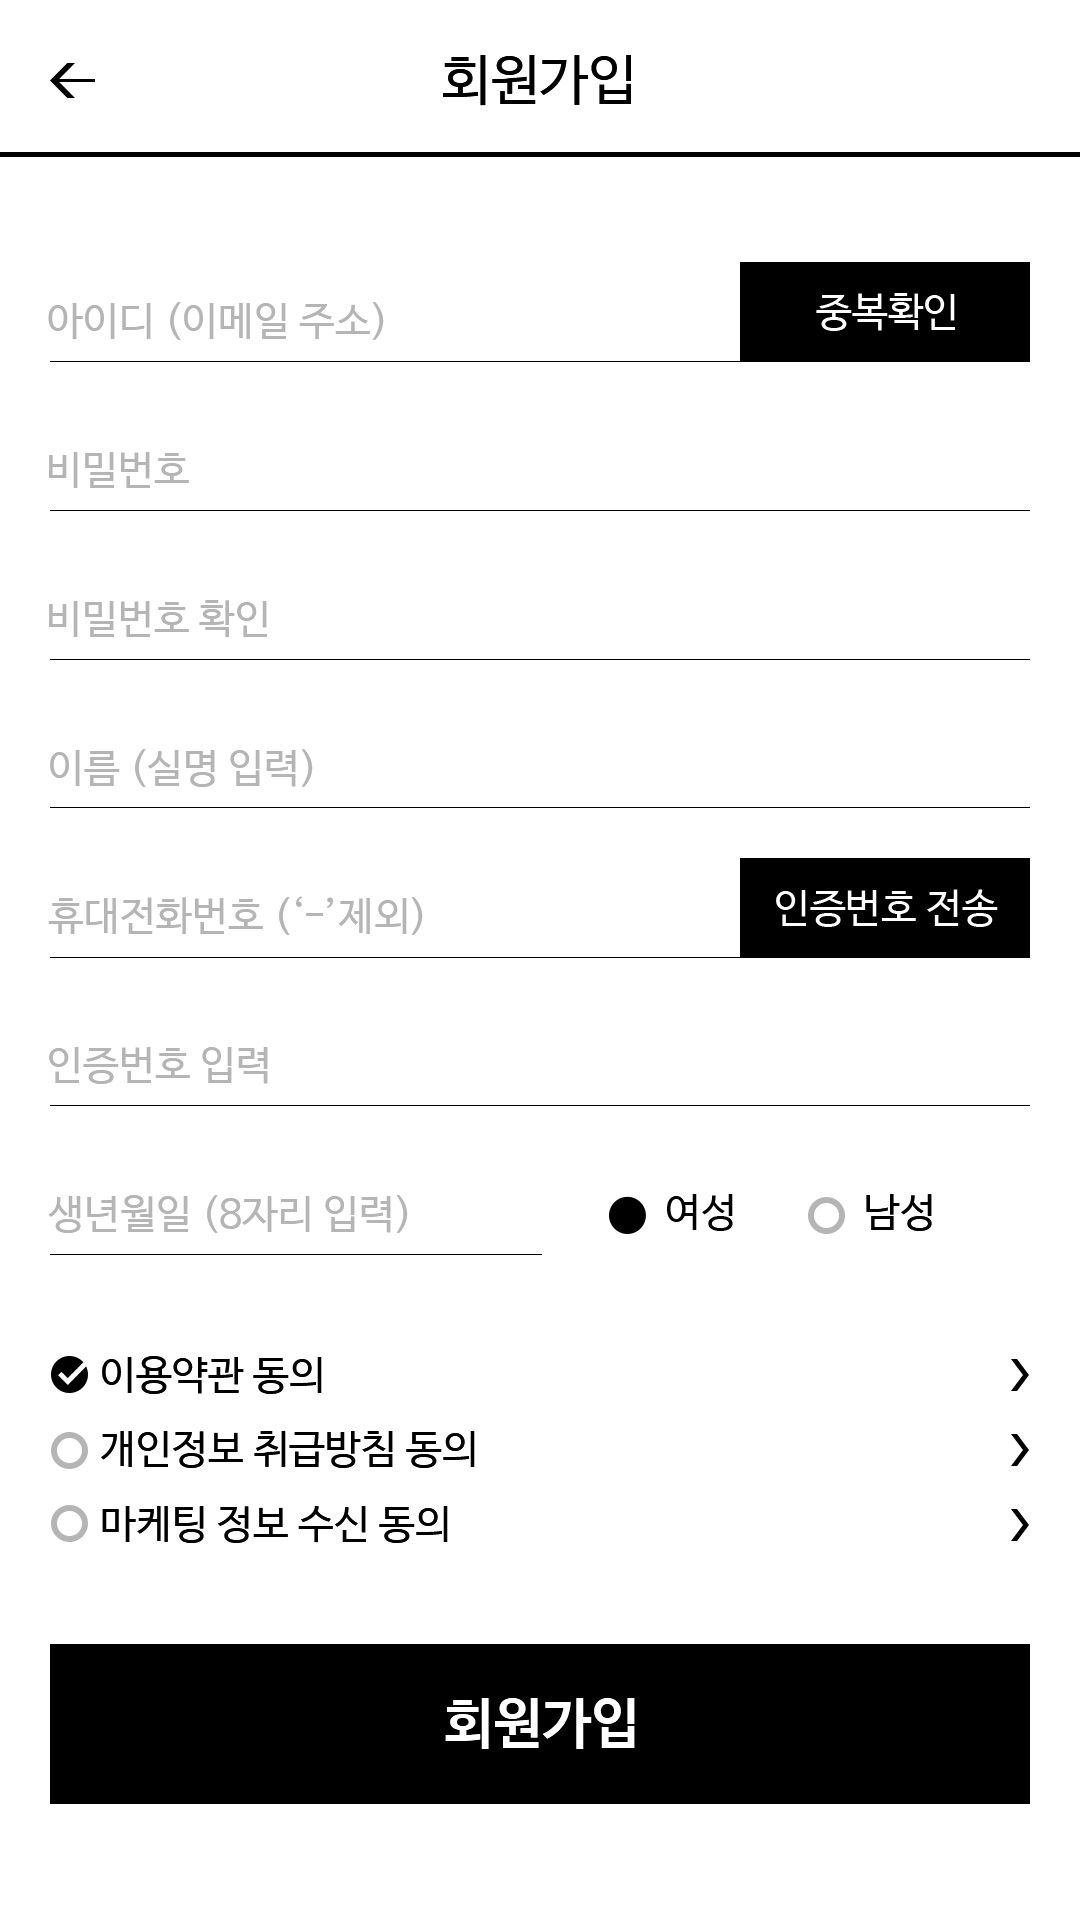 회원가입
아이디 (이메일 주소)
중복확인
비밀번호
비밀번호 확인
이름 (실명 입력)
휴대전화번호 (‘-’제외)
인증번호 전송
인증번호 입력
생년월일 (8자리 입력)
여성
남성
이용약관 동의
개인정보 취급방침 동의
마케팅 정보 수신 동의
회원가입